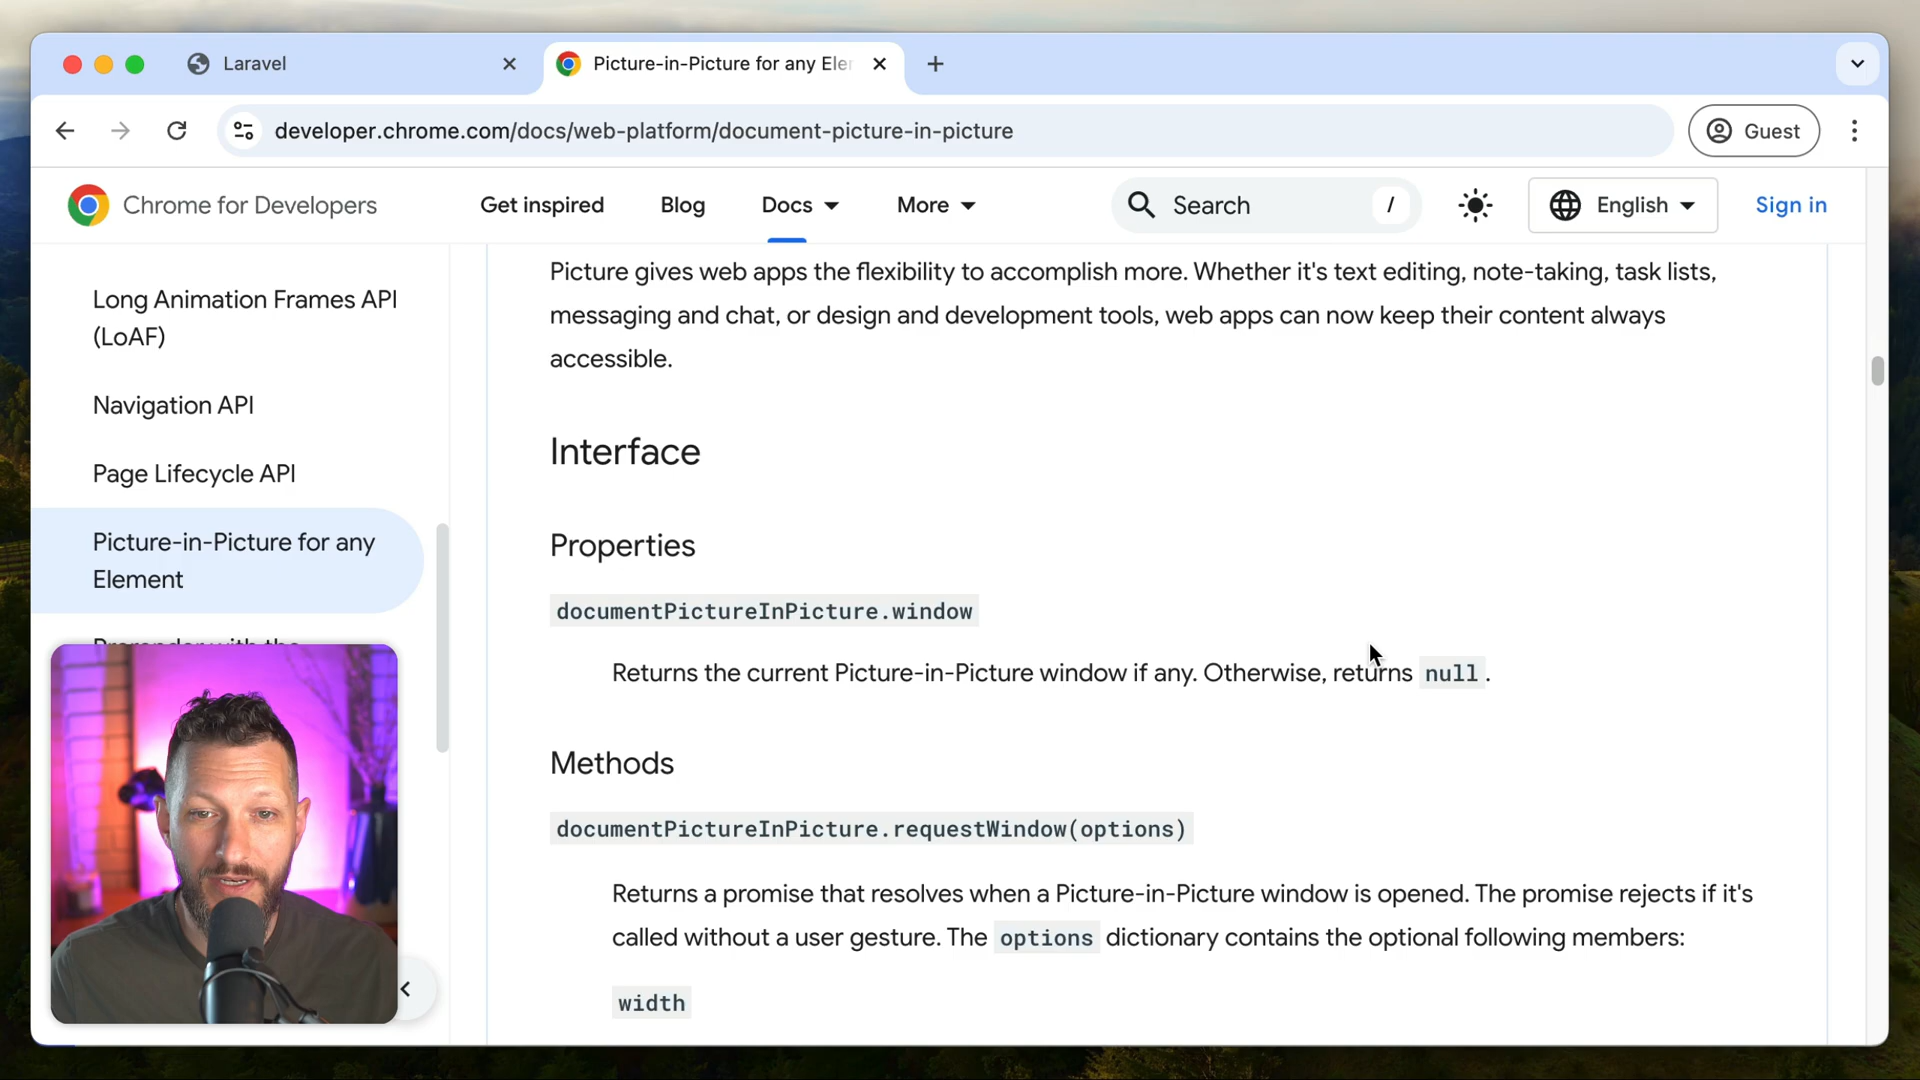 Laravel
Picture-in-Picture for any Ele
developer.chrome.com/docs/web-platform/document-picture-in-picture
Guest
Chrome for Developers
Get inspired
Blog
Docs
More
Search
/
English
Sign in
Long Animation Frames API
(LoAF)
Navigation API
Page Lifecycle API
Picture-in-Picture for any
Element
Picture gives web apps the flexibility to accomplish more. Whether it's text editing, note-taking, task lists,
messaging and chat, or design and development tools, web apps can now keep their content always
accessible.
Interface
Properties
documentPictureInPicture.window
Returns the current Picture-in-Picture window if any. Otherwise, returns null.
Methods
documentPictureInPicture.requestWindow(options)
Returns a promise that resolves when a Picture-in-Picture window is opened. The promise rejects if it's
called without a user gesture. The options dictionary contains the optional following members:
width